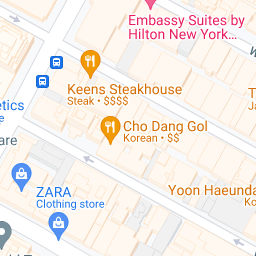 Embassy Suites by
Hilton New York...
Keens Steakhouse
Steak • $$$$
Cho Dang Gol
Korean • $$
Yoon Haeunda
ZARA
Clothing store